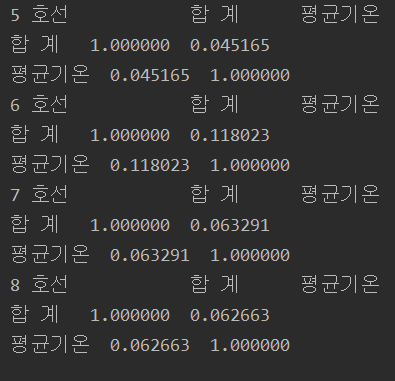 5 호선 합 계 평균기온
합 계 1.000000 0.045165
평균기온 0.045165 1.000000
6 호선 합 계 평균기온
합 계 1.000000 0.118023
평균기온 0.118023 1.000000
7 호선 합 계 평균기온
합 계 1.000000 0.063291
평균기온 0.063291 1.000000
8 호선 합 계 평균기온
합 계 1.000000 0.062663
평균기온 0.062663 1.000000